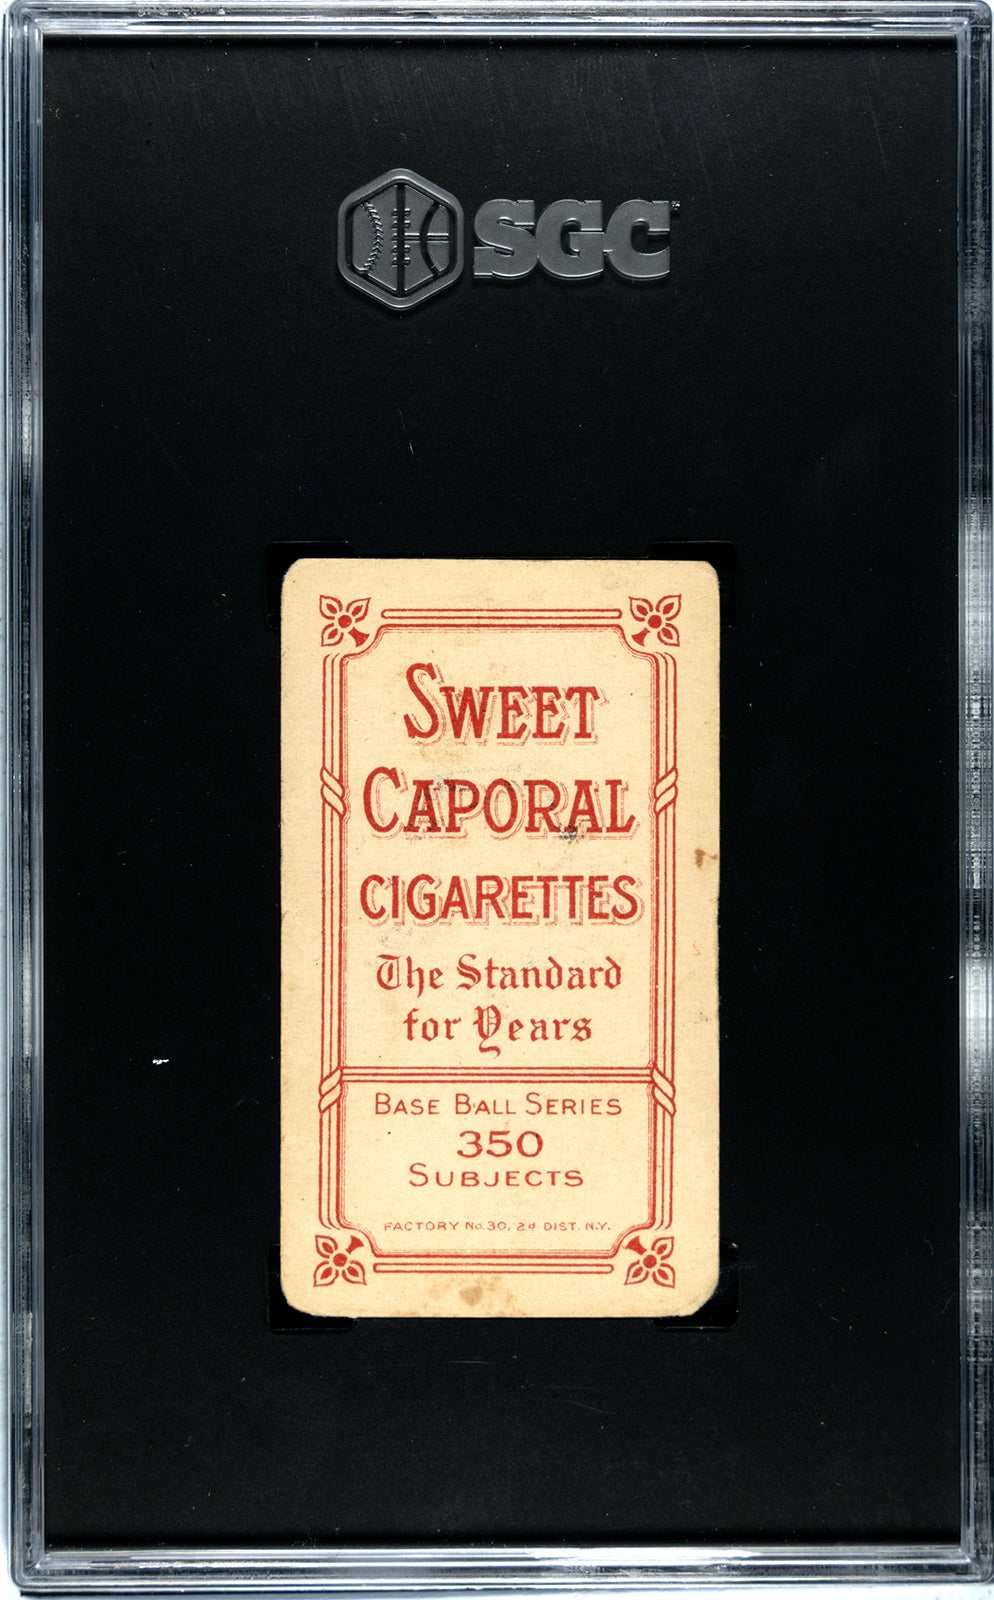 SGC
SWEET
CAPORAL
CIGARETTES
The Standard
for Years
BASE BALL SERIES
350
SUBJECTS
FACTORY No. 30, 2d DIST. N.Y.